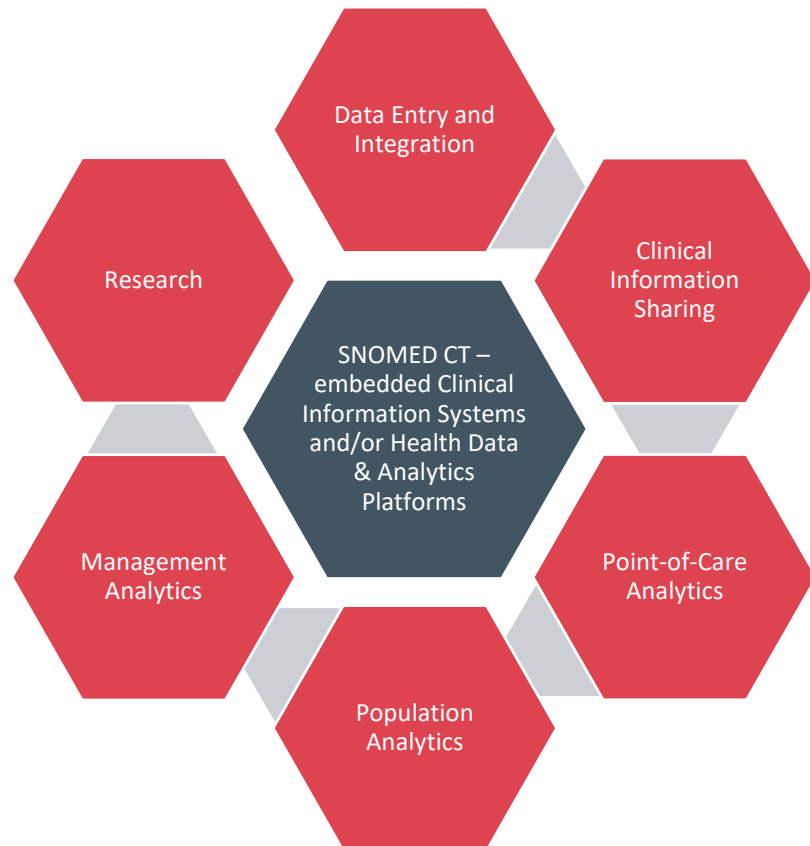 Data Entry and
Integration
Clinical
Information
Sharing
Research
SNOMED CT –
embedded Clinical
Information Systems
and/or Health Data
& Analytics
Platforms
Point-of-Care
Analytics
Management
Analytics
Population
Analytics